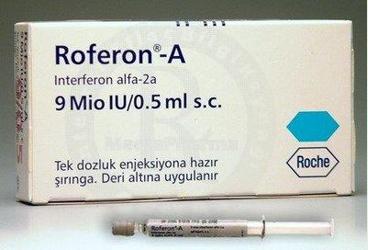 Roferon®-A
Interferon alfa-2a
9 Mio IU/0.5 ml s.c.
Roche
Tek dozluk enjeksiyona hazır
şırınga. Deri altına uygulanır
Roferon-A